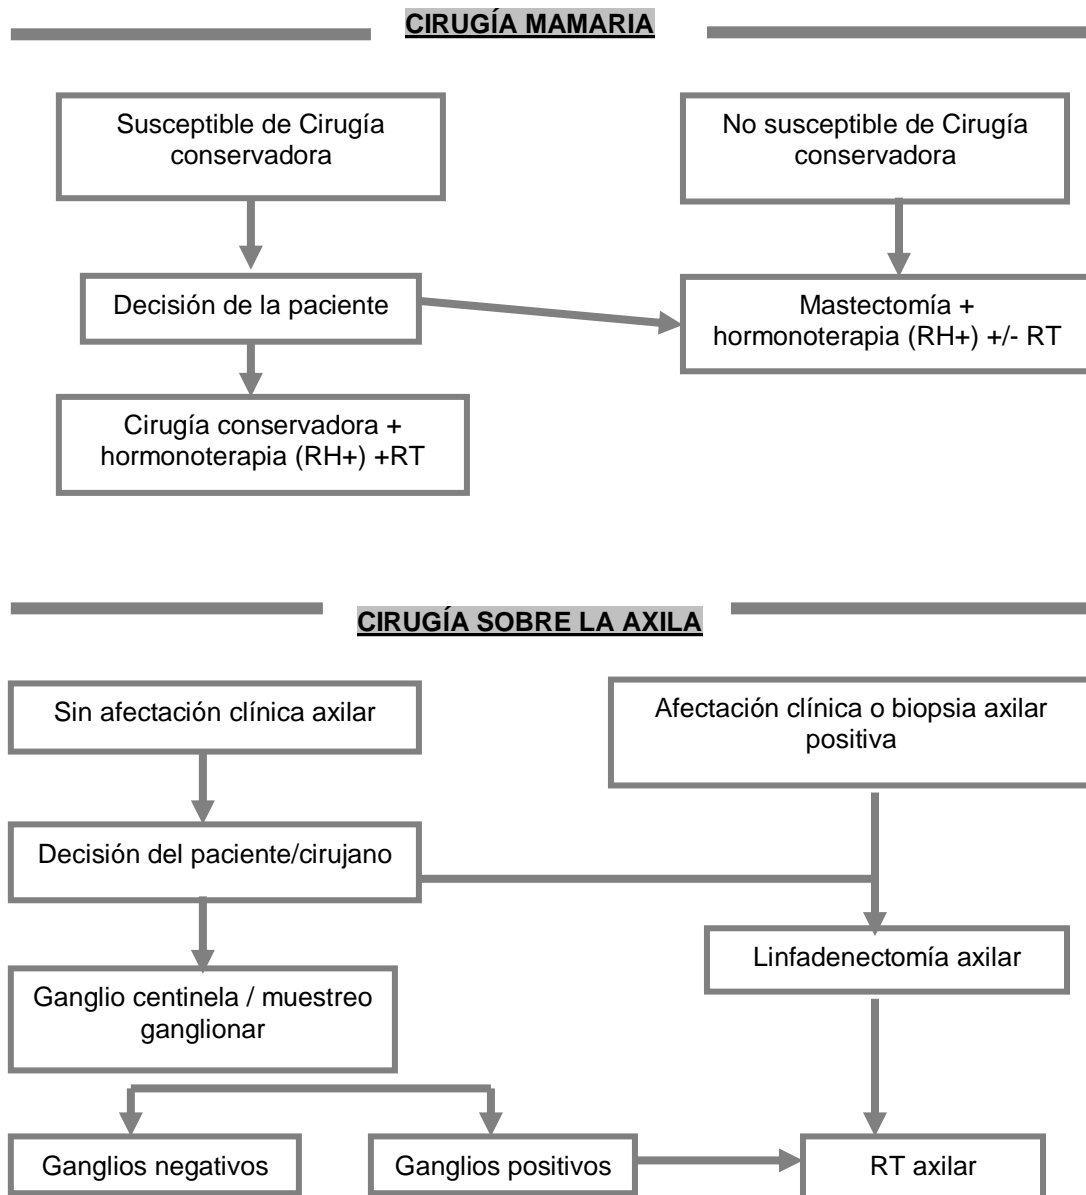 CIRUGÍA MAMARIA
Susceptible de Cirugía
conservadora
No susceptible de Cirugía
conservadora
Decisión de la paciente
Mastectomía +
hormonoterapia (RH+) +/- RT
Cirugía conservadora +
hormonoterapia (RH+) +RT
CIRUGÍA SOBRE LA AXILA
Sin afectación clínica axilar
Afectación clínica o biopsia axilar
positiva
Decisión del paciente/cirujano
Linfadenectomía axilar
Ganglio centinela / muestreo
ganglionar
Ganglios negativos
Ganglios positivos
RT axilar